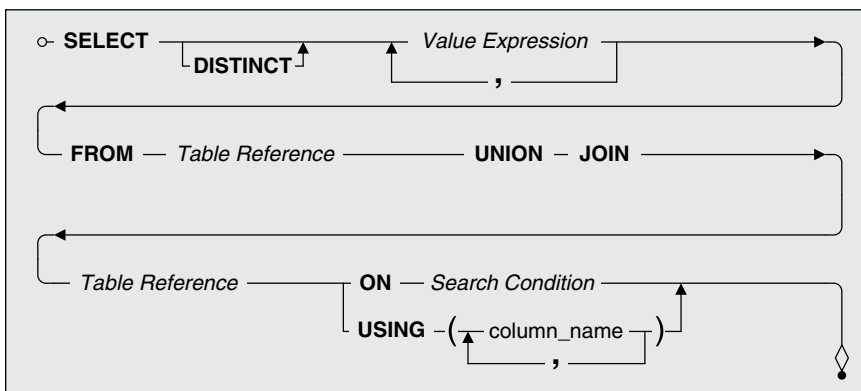 SELECT Value Expression
DISTINCT ,
FROM Table Reference UNION JOIN
Table Reference ON Search Condition
USING ( column_name )
,